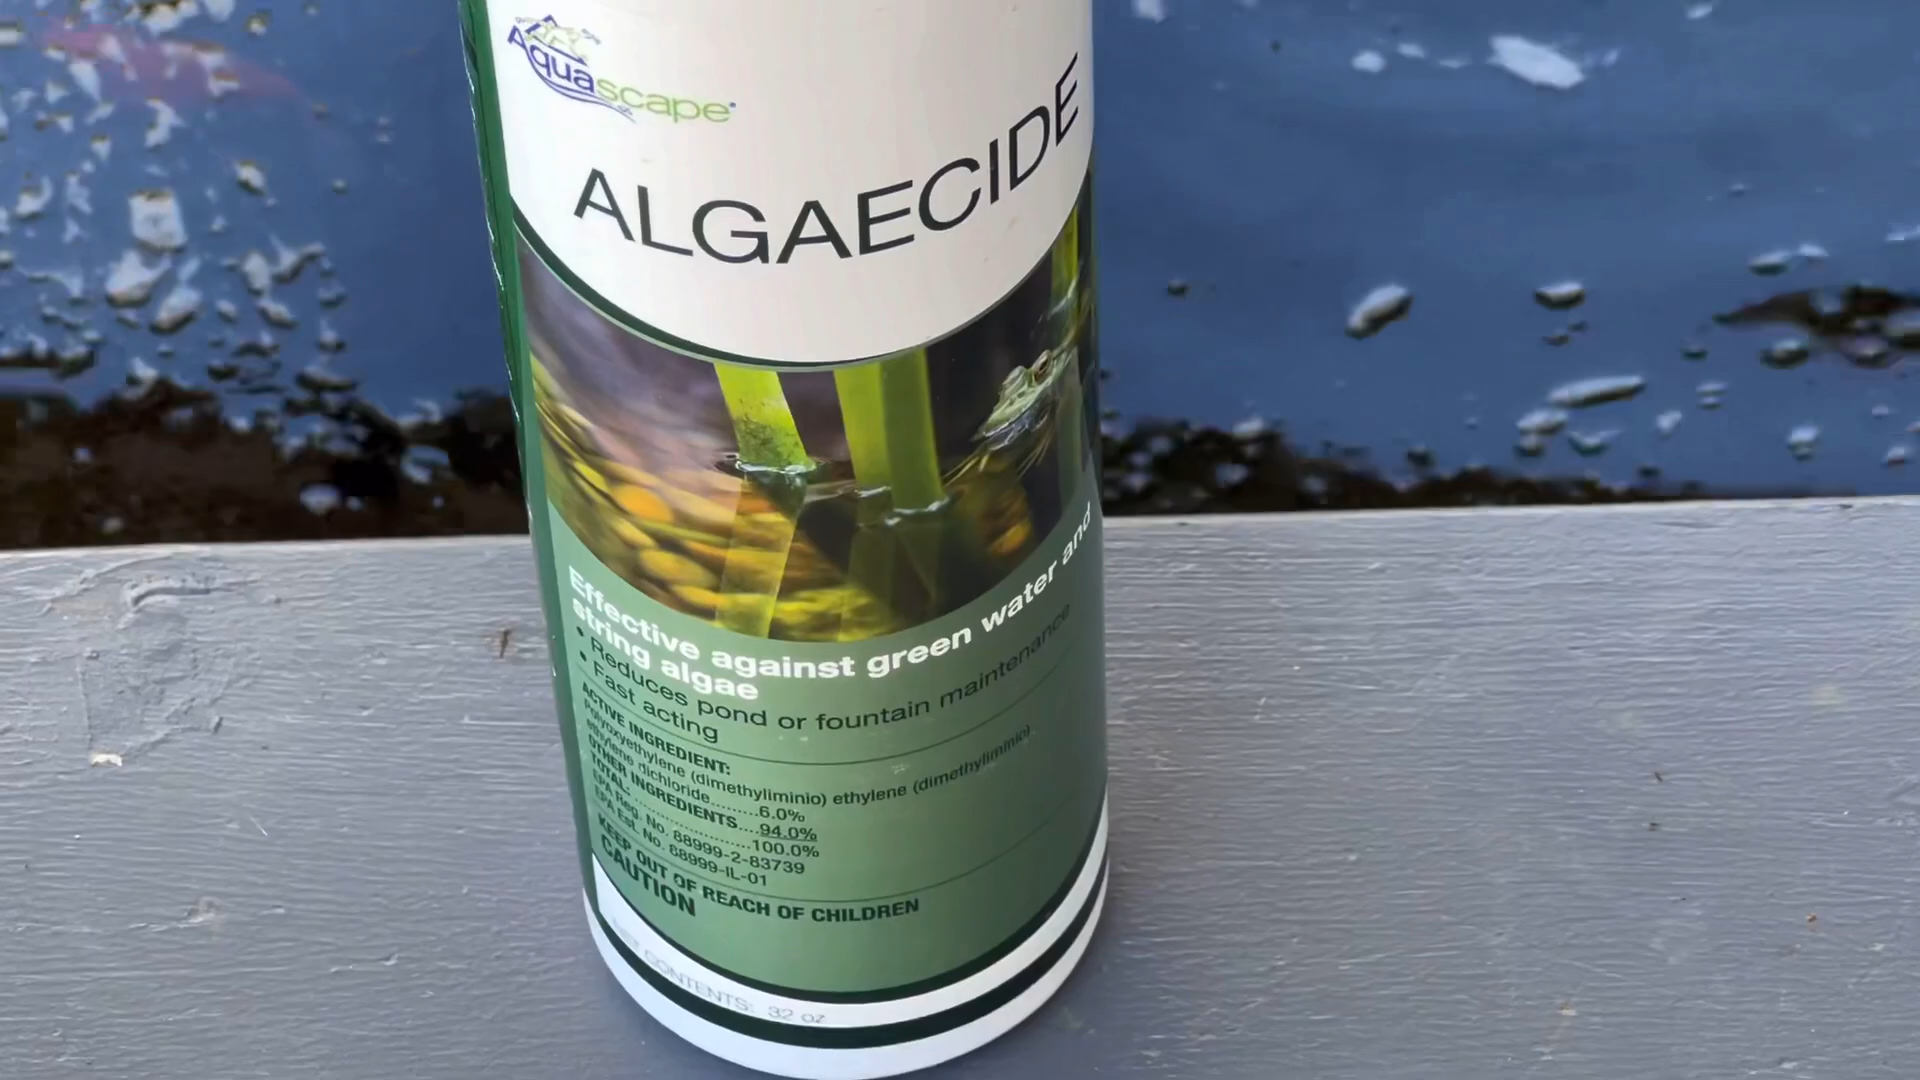 Aquascape
ALGAECIDE
Effective against green water and
string algae
• Reduces pond or fountain maintenance
• Fast acting
ACTIVE INGREDIENT:
Polyoxyethylene (dimethyliminio) ethylene (dimethyliminio)
ethylene dichloride........6.0%
OTHER INGREDIENTS....94.0%
TOTAL: .....................100.0%
EPA Reg. No. 88999-2-83739
EPA Est. No. 88999-IL-01
KEEP OUT OF REACH OF CHILDREN
CAUTION
NET CONTENTS: 32 oz